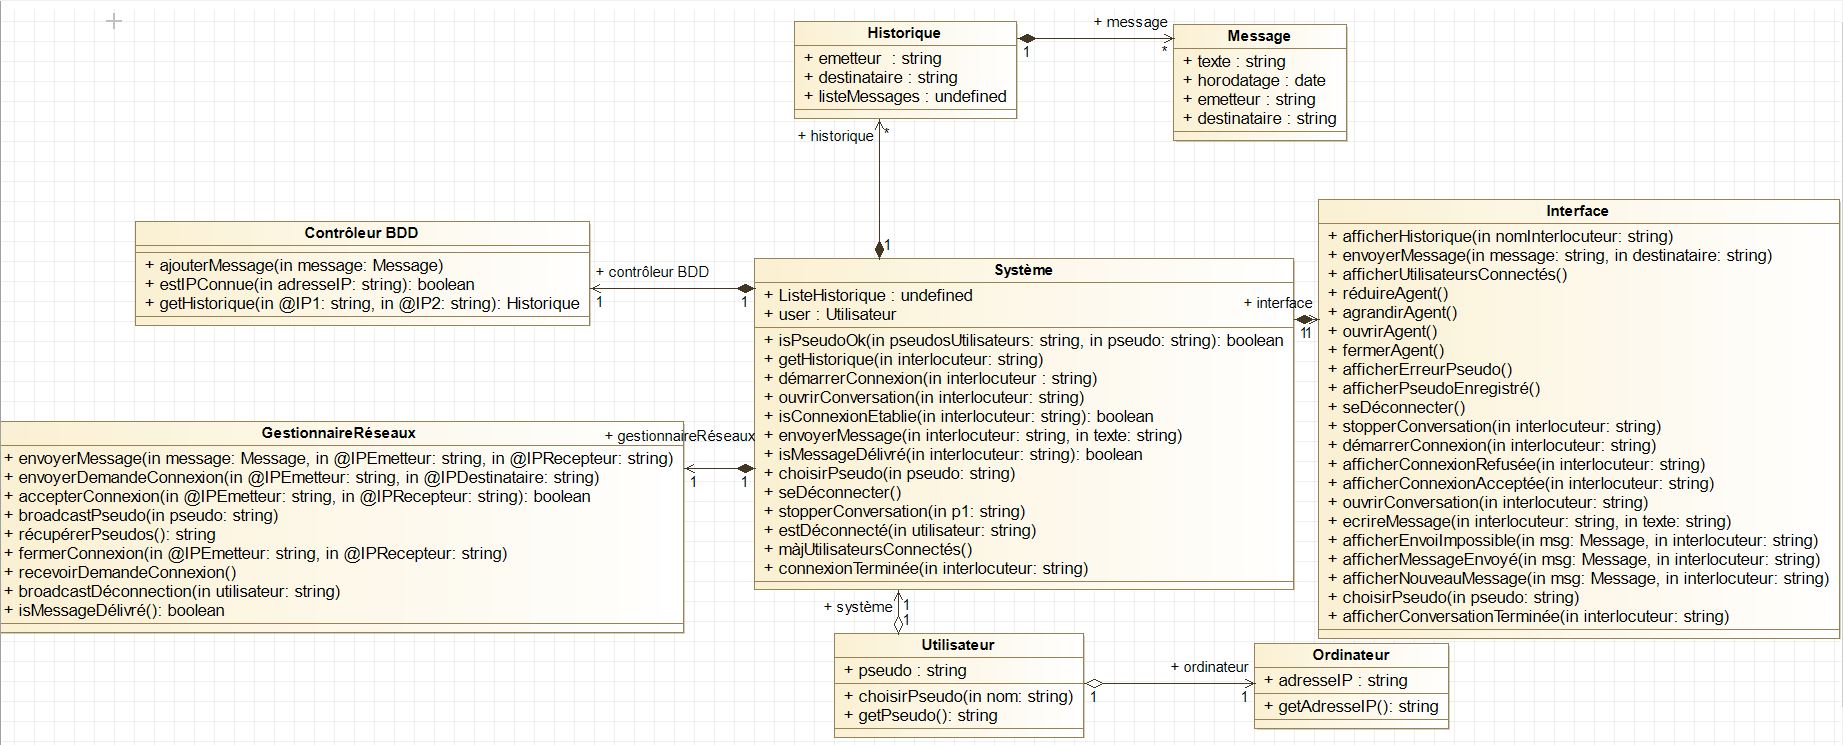 Historique
+ emetteur : string
+ destinataire : string
+ listeMessages : undefined
1
+ message
*
Message
+ texte : string
+ horodatage : date
+ emetteur : string
+ destinataire : string
+ historique
*
1
Contrôleur BDD
+ ajouterMessage(in message: Message)
+ estIPConnue(in adresseIP: string): boolean
+ getHistorique(in @IP1: string, in @IP2: string): Historique
+ contrôleur BDD
1
1
Système
+ ListeHistorique : undefined
+ user : Utilisateur
+ isPseudoOk(in pseudosUtilisateurs: string, in pseudo: string): boolean
+ getHistorique(in interlocuteur: string)
+ démarrerConnexion(in interlocuteur : string)
+ ouvrirConversation(in interlocuteur: string)
+ isConnexionEtablie(in interlocuteur: string): boolean
+ envoyerMessage(in interlocuteur: string, in texte: string)
+ isMessageDélivré(in interlocuteur: string): boolean
+ choisirPseudo(in pseudo: string)
+ seDéconnecter()
+ stopperConversation(in p1: string)
+ estDéconnecté(in utilisateur: string)
+ màjUtilisateursConnectés()
+ connexionTerminée(in interlocuteur: string)
+ interface
11
Interface
+ afficherHistorique(in nomInterlocuteur: string)
+ envoyerMessage(in message: string, in destinataire: string)
+ afficherUtilisateursConnectés()
+ réduireAgent()
+ agrandirAgent()
+ ouvrirAgent()
+ fermerAgent()
+ afficherErreurPseudo()
+ afficherPseudoEnregistré()
+ seDéconnecter()
+ stopperConversation(in interlocuteur: string)
+ démarrerConnexion(in interlocuteur: string)
+ afficherConnexionRefusée(in interlocuteur: string)
+ afficherConnexionAcceptée(in interlocuteur: string)
+ ouvrirConversation(in interlocuteur: string)
+ ecrireMessage(in interlocuteur: string, in texte: string)
+ afficherEnvoiImpossible(in msg: Message, in interlocuteur: string)
+ afficherMessageEnvoyé(in msg: Message, in interlocuteur: string)
+ afficherNouveauMessage(in msg: Message, in interlocuteur: string)
+ choisirPseudo(in pseudo: string)
+ afficherConversationTerminée(in interlocuteur: string)
GestionnaireRéseaux
+ envoyerMessage(in message: Message, in @IPEmetteur: string, in @IPRecepteur: string)
+ envoyerDemandeConnexion(in @IPEmetteur: string, in @IPDestinataire: string)
+ accepterConnexion(in @IPEmetteur: string, in @IPRecepteur: string): boolean
+ broadcastPseudo(in pseudo: string)
+ récupérerPseudos(): string
+ fermerConnexion(in @IPEmetteur: string, in @IPRecepteur: string)
+ recevoirDemandeConnexion()
+ broadcastDéconnection(in utilisateur: string)
+ isMessageDélivré(): boolean
+ gestionnaireRéseaux
1
1
+ système
1
1
Utilisateur
+ pseudo : string
+ choisirPseudo(in nom: string)
+ getPseudo(): string
1
+ ordinateur
1
Ordinateur
+ adresseIP : string
+ getAdresseIP(): string